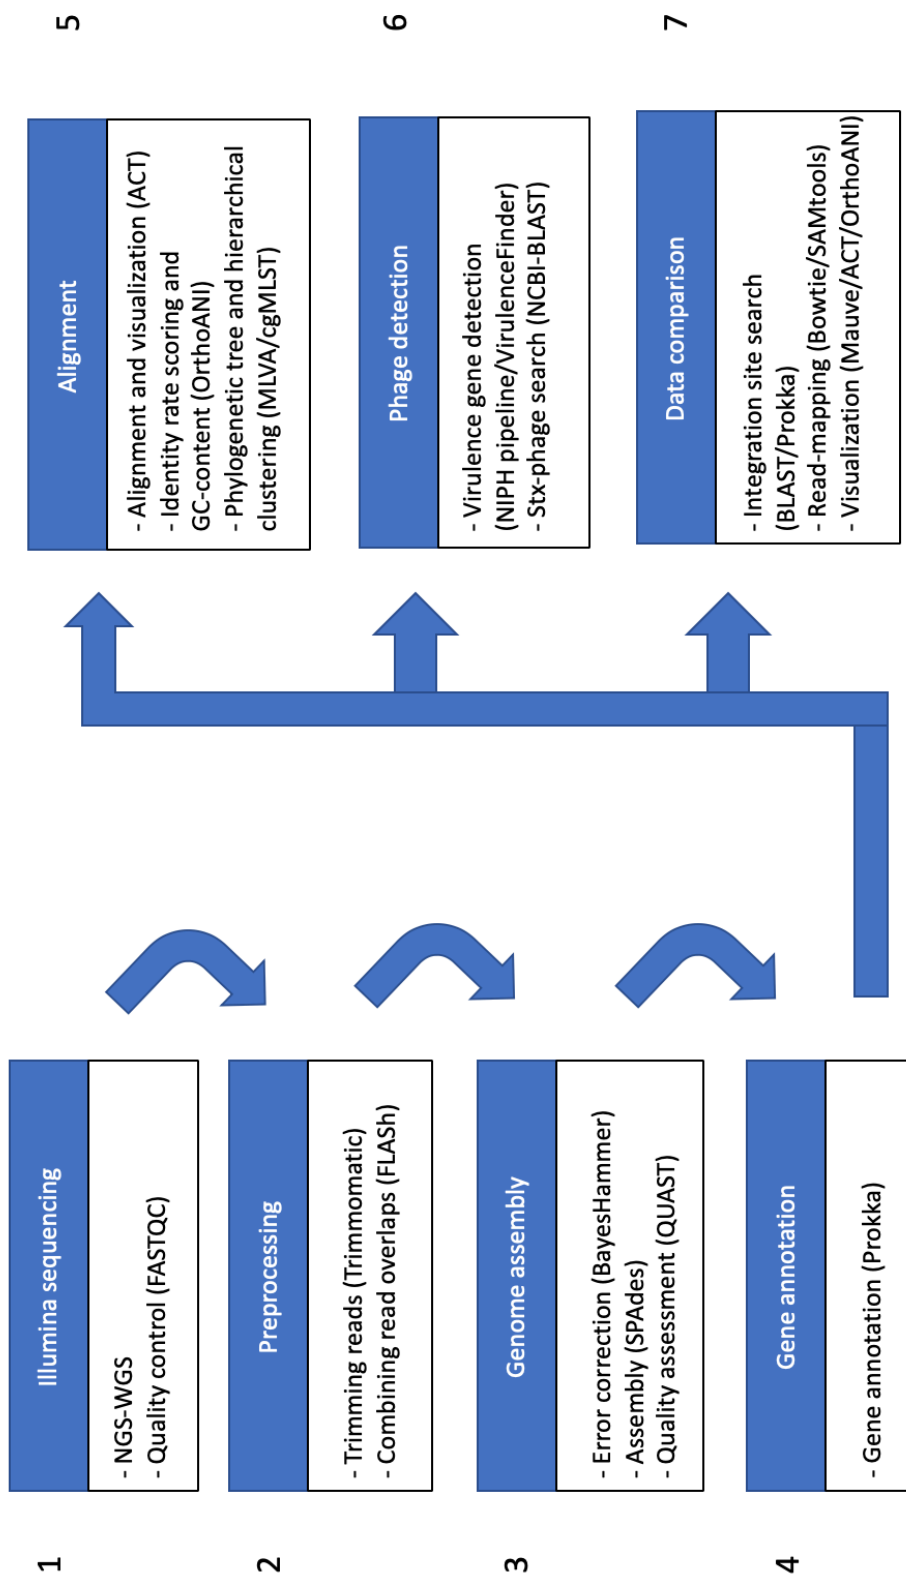 1
Illumina sequencing
- NGS-WGS
- Quality control (FASTQC)
2
Preprocessing
- Trimming reads (Trimmomatic)
- Combining read overlaps (FLASh)
3
Genome assembly
- Error correction (BayesHammer)
- Assembly (SPAdes)
- Quality assessment (QUAST)
4
Gene annotation
- Gene annotation (Prokka)
5
Alignment
- Alignment and visualization (ACT)
- Identity rate scoring and
GC-content (OrthoANI)
- Phylogenetic tree and hierarchical
clustering (MLVA/cgMLST)
6
Phage detection
- Virulence gene detection
(NIPH pipeline/VirulenceFinder)
- Stx-phage search (NCBI-BLAST)
7
Data comparison
- Integration site search
(BLAST/Prokka)
- Read-mapping (Bowtie/SAMtools)
- Visualization (Mauve/ACT/OrthoANI)